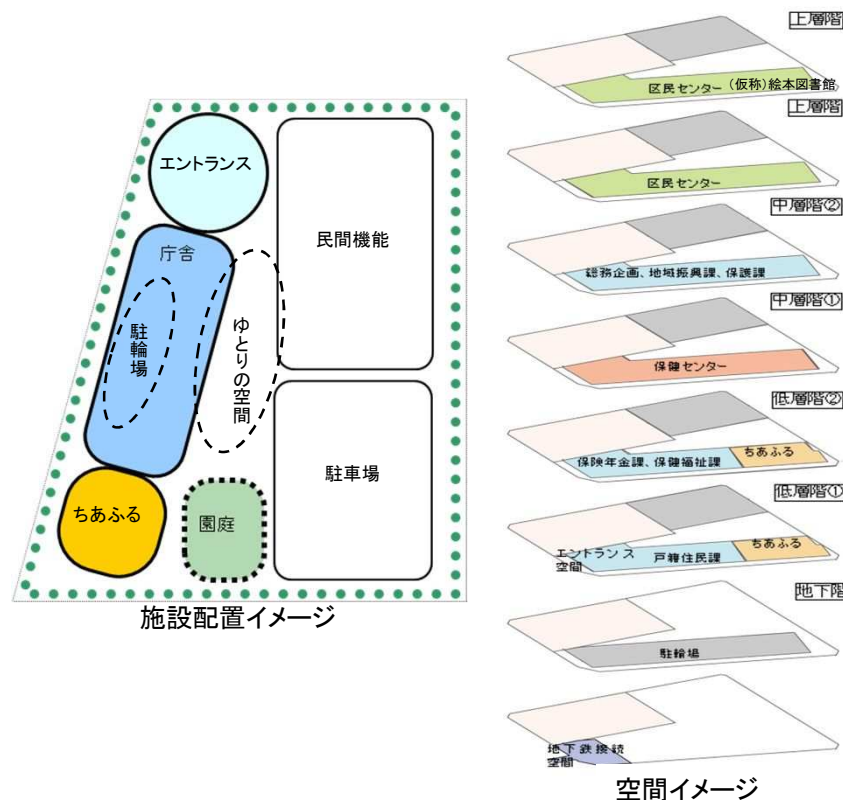 エントランス
庁舎
駐輪場
ゆとりの空間
民間機能
駐車場
ちあふる
園庭
施設配置イメージ
上層階
区民センター (仮称)絵本図書館
上層階
区民センター
中層階②
総務企画、地域振興課、保護課
中層階①
保健センター
低層階②
保険年金課、保健福祉課
ちあふる
低層階①
エントランス
空間
戸籍住民課
ちあふる
地下階
駐輪場
地下鉄接続
空間
空間イメージ